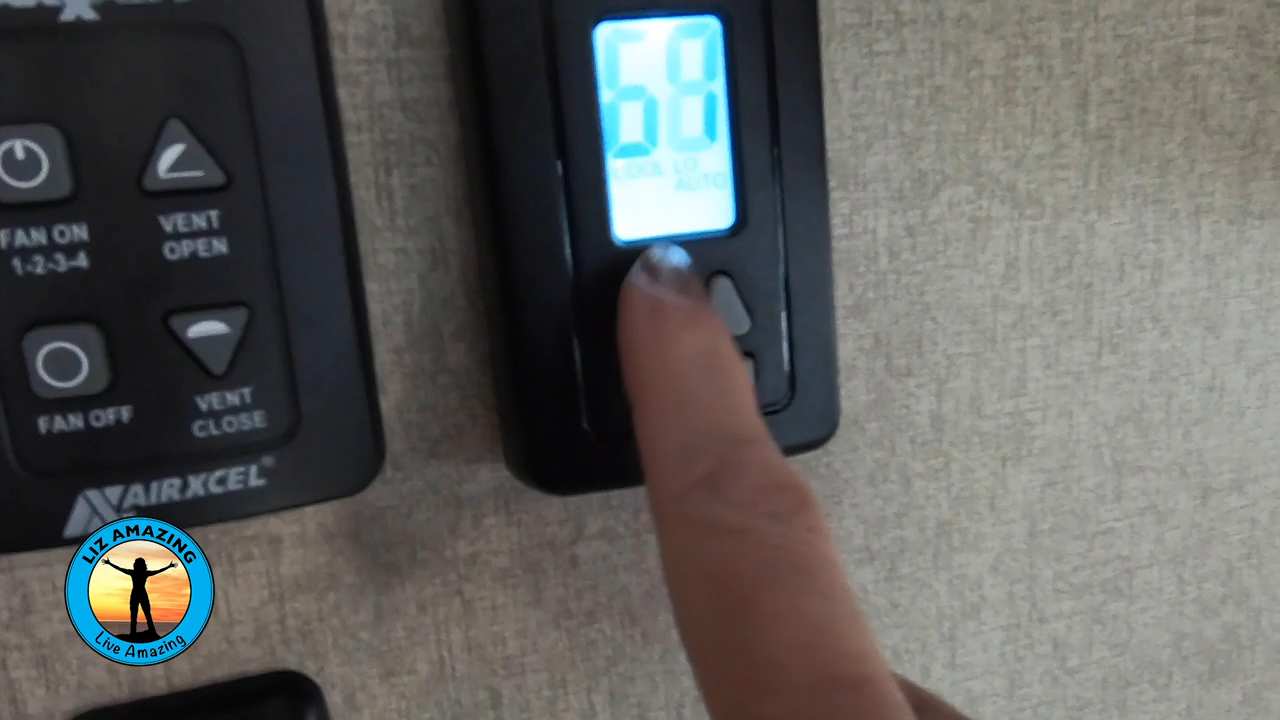 FAN ON
1-2-3-4
VENT
OPEN
FAN OFF
VENT
CLOSE
AIRXCEL®
68
LO
AUTO
LIZ AMAZING
Live Amazing